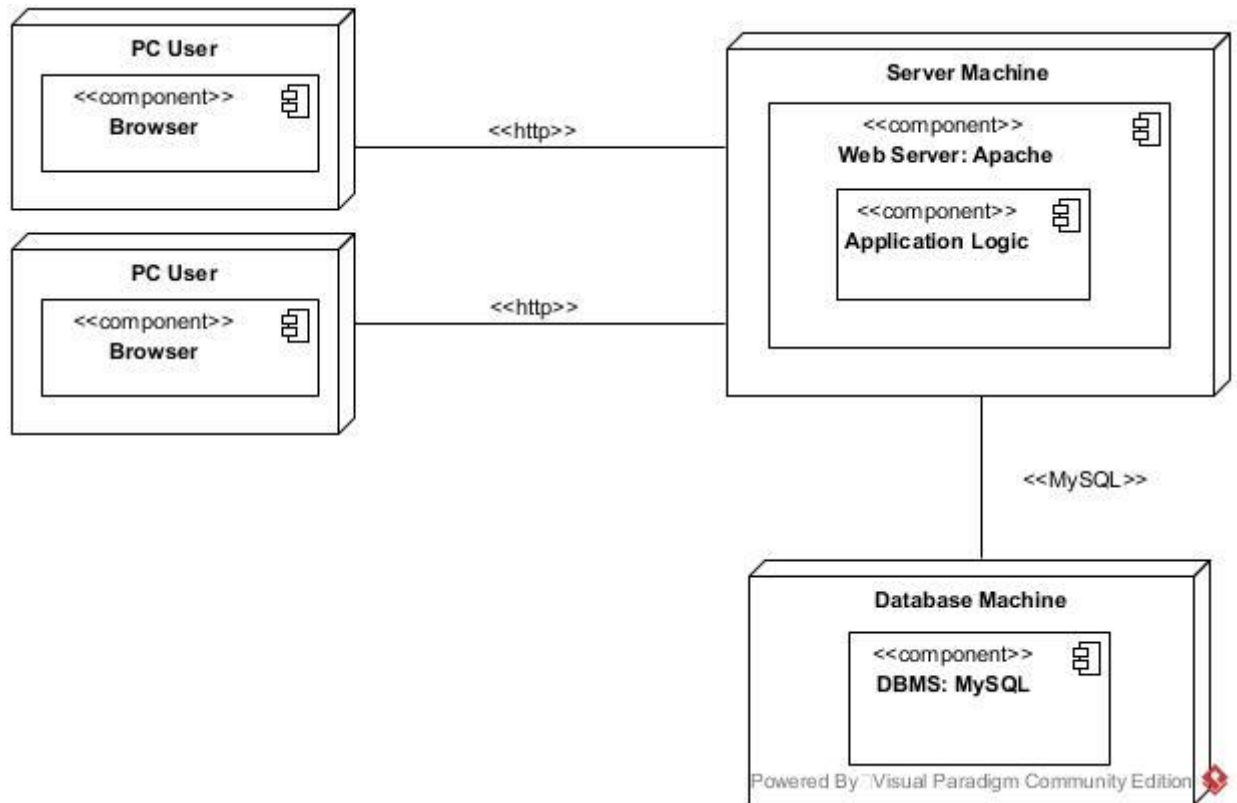 PC User
<<component>>
Browser
<<http>>
Server Machine
<<component>>
Web Server: Apache
<<component>>
Application Logic
PC User
<<component>>
Browser
<<http>>
<<MySQL>>
Database Machine
<<component>>
DBMS: MySQL
Powered By Visual Paradigm Community Edition